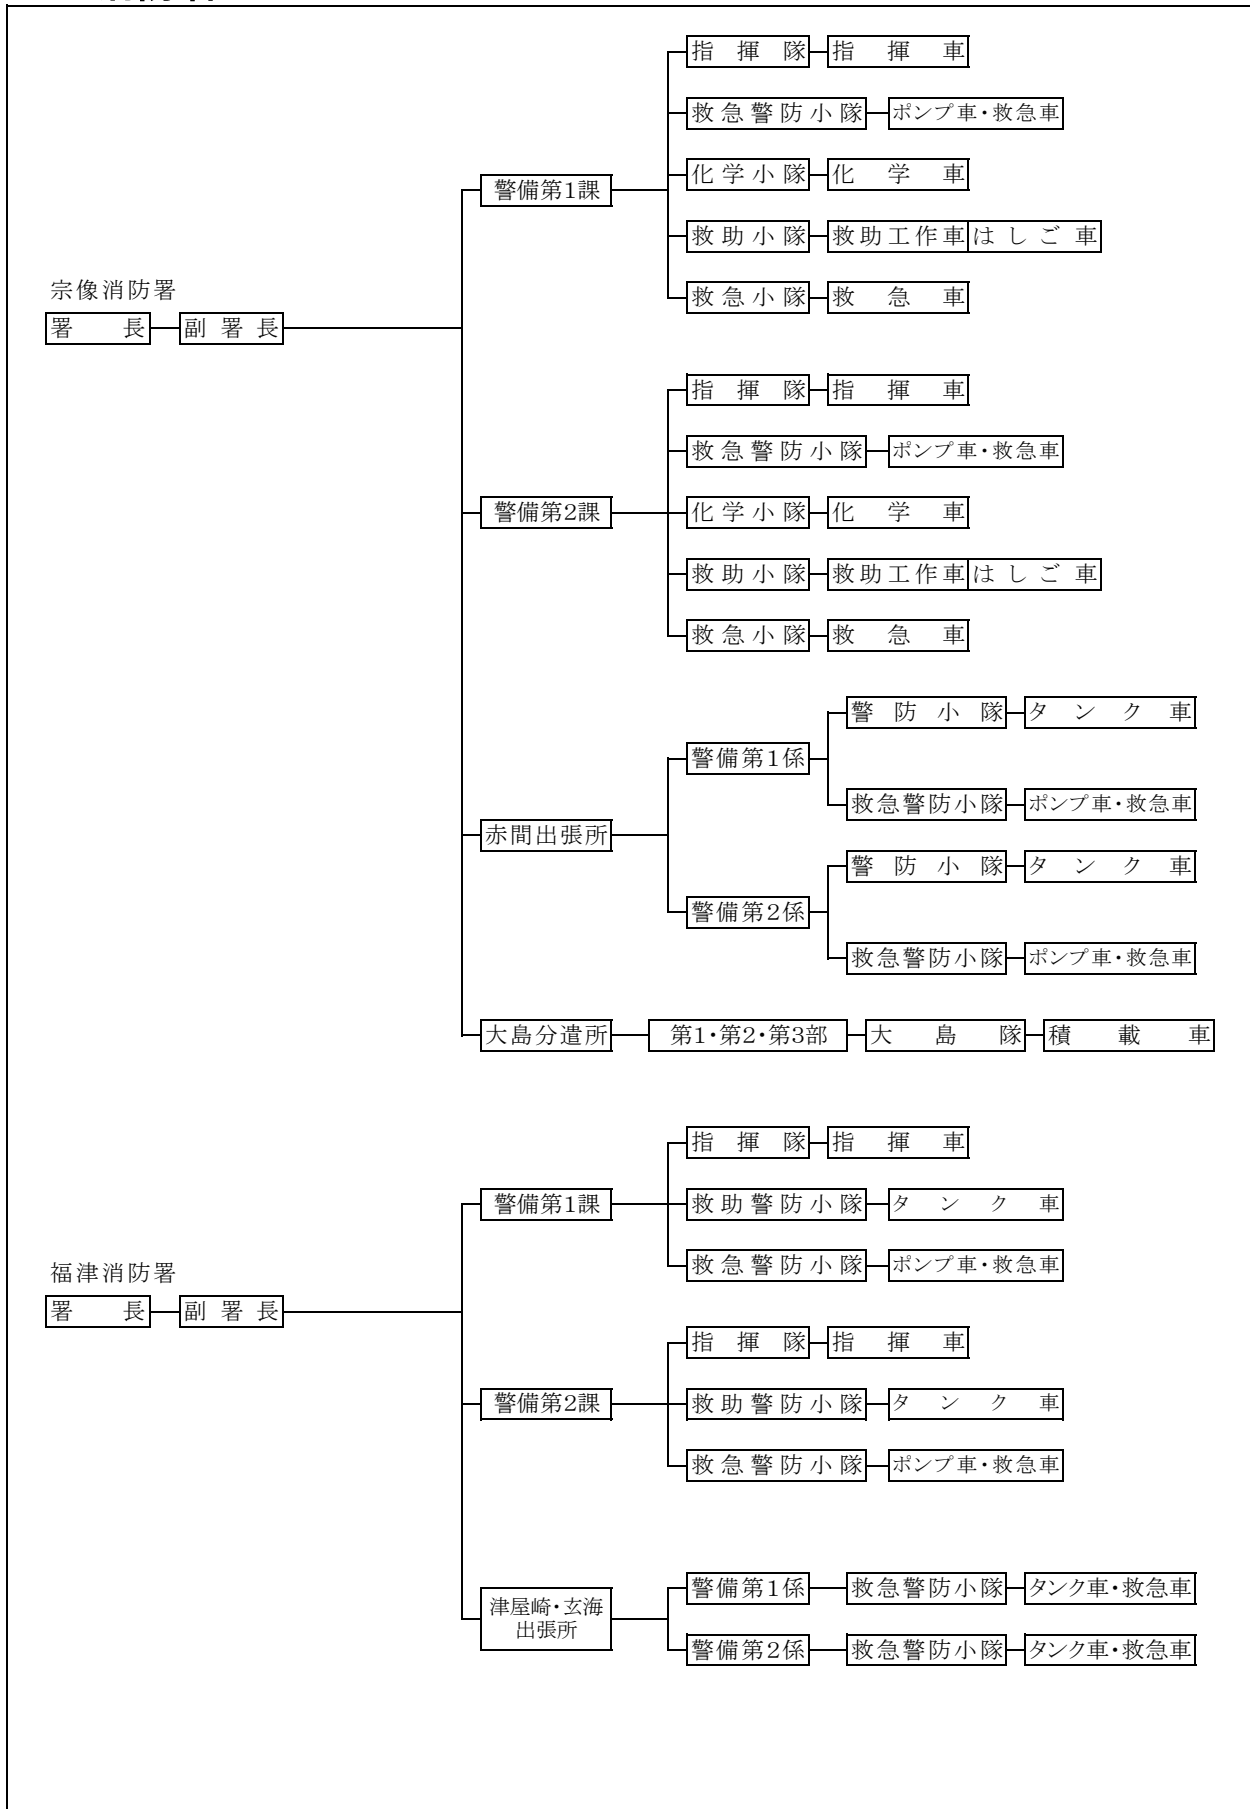 指揮隊 指揮車
救急警防小隊 ポンプ車・救急車
化学小隊 化学車
警備第1課
救助小隊 救助工作車 はしご車
宗像消防署
救急小隊 救急車
署長 副署長
指揮隊 指揮車
救急警防小隊 ポンプ車・救急車
警備第2課 化学小隊 化学車
救助小隊 救助工作車 はしご車
救急小隊 救急車
警防小隊 タンク車
警備第1係
救急警防小隊 ポンプ車・救急車
赤間出張所
警防小隊 タンク車
警備第2係
救急警防小隊 ポンプ車・救急車
大島分遣所 第1・第2・第3部 大島隊 積載車
指揮隊 指揮車
警備第1課 救助警防小隊 タンク車
救急警防小隊 ポンプ車・救急車
福津消防署
署長 副署長
指揮隊 指揮車
警備第2課 救助警防小隊 タンク車
救急警防小隊 ポンプ車・救急車
警備第1係 救急警防小隊 タンク車・救急車
津屋崎・玄海
出張所
警備第2係 救急警防小隊 タンク車・救急車